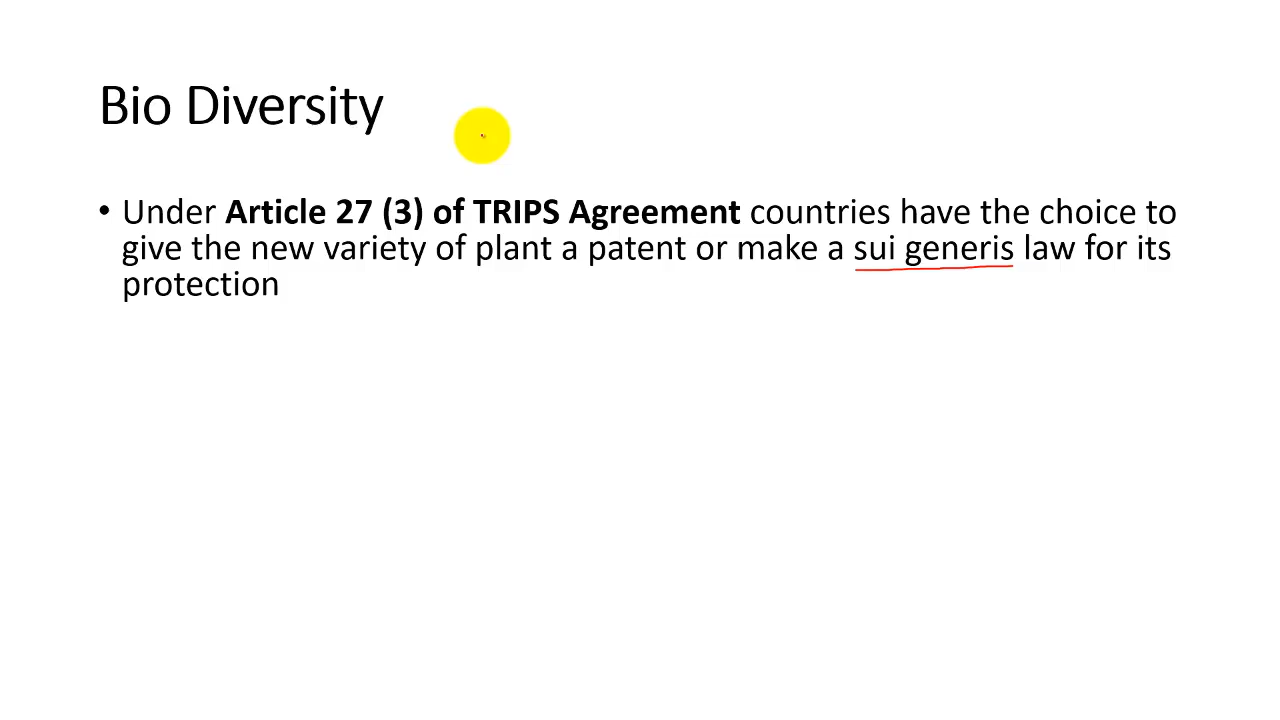 Bio Diversity
• Under Article 27 (3) of TRIPS Agreement countries have the choice to
give the new variety of plant a patent or make a sui generis law for its
protection